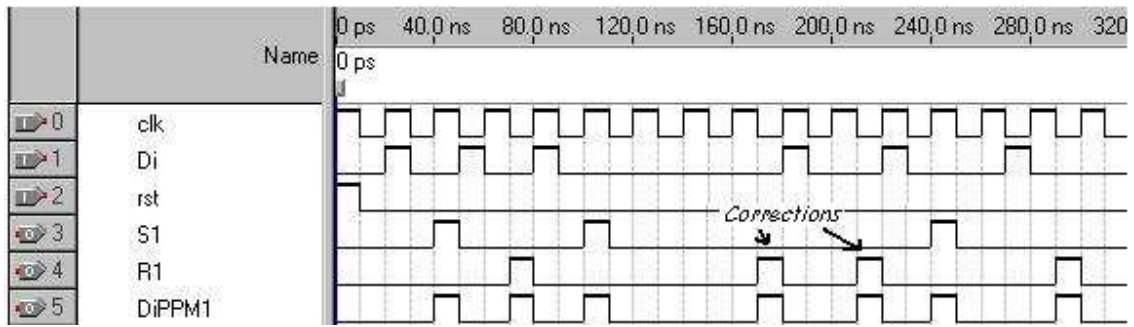 0 ps 40.0 ns 80.0 ns 120.0 ns 160.0 ns 200.0 ns 240.0 ns 280.0 ns 320
Name
0 ps
0 clk
1 Di
2 rst
Corrections
3 S1
4 R1
5 DiPPM1